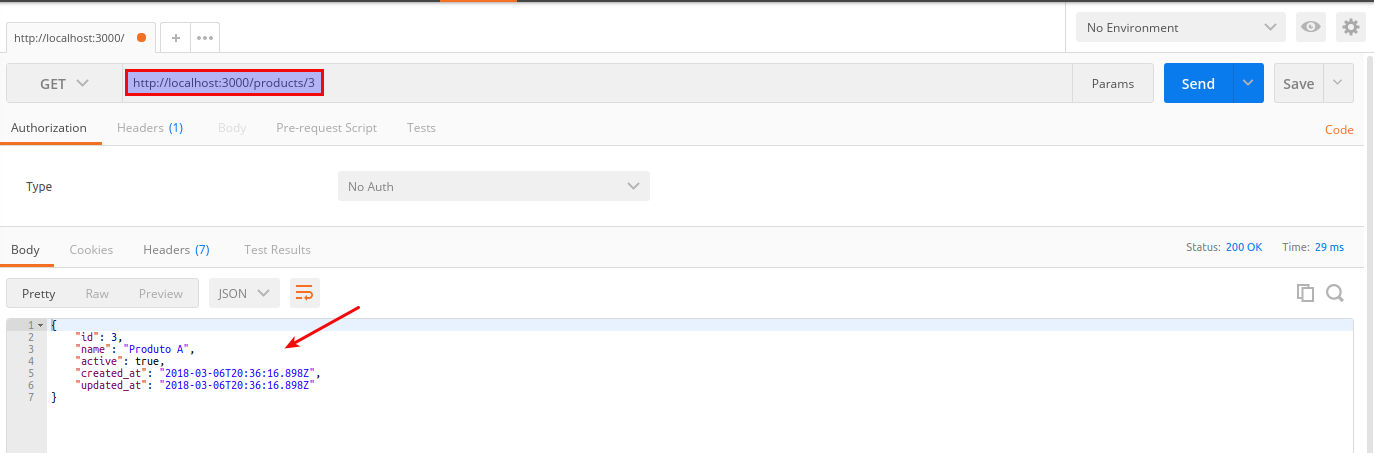 http://localhost:3000/
No Environment
GET http://localhost:3000/products/3 Params Send Save
Authorization Headers (1) Body Pre-request Script Tests Code
Type No Auth
Body Cookies Headers (7) Test Results Status: 200 OK Time: 29 ms
Pretty Raw Preview JSON
1 {
2 "id": 3,
3 "name": "Produto A",
4 "active": true,
5 "created_at": "2018-03-06T20:36:16.898Z",
6 "updated_at": "2018-03-06T20:36:16.898Z"
7 }